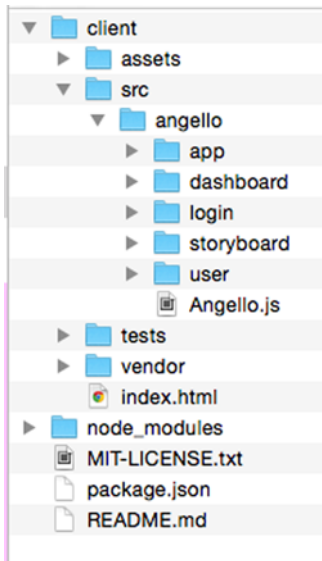 client
assets
src
angello
app
dashboard
login
storyboard
user
Angello.js
tests
vendor
index.html
node_modules
MIT-LICENSE.txt
package.json
README.md